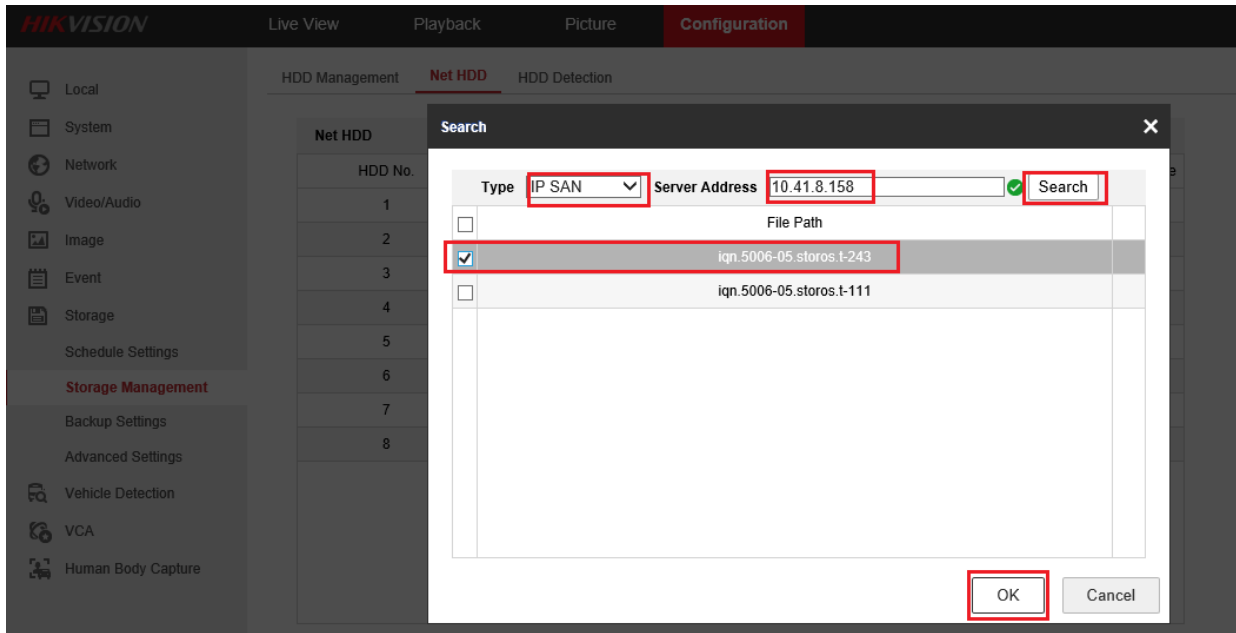 HIKVISION Live View Playback Picture Configuration
HDD Management Net HDD HDD Detection
Local
System
Network
Video/Audio
Image
Event
Storage
Schedule Settings
Storage Management
Backup Settings
Advanced Settings
Vehicle Detection
VCA
Human Body Capture
Net HDD
HDD No.
1
2
3
4
5
6
7
8
Search
Type IP SAN Server Address 10.41.8.158 Search
File Path
iqn.5006-05.storos.t-243
iqn.5006-05.storos.t-111
OK Cancel